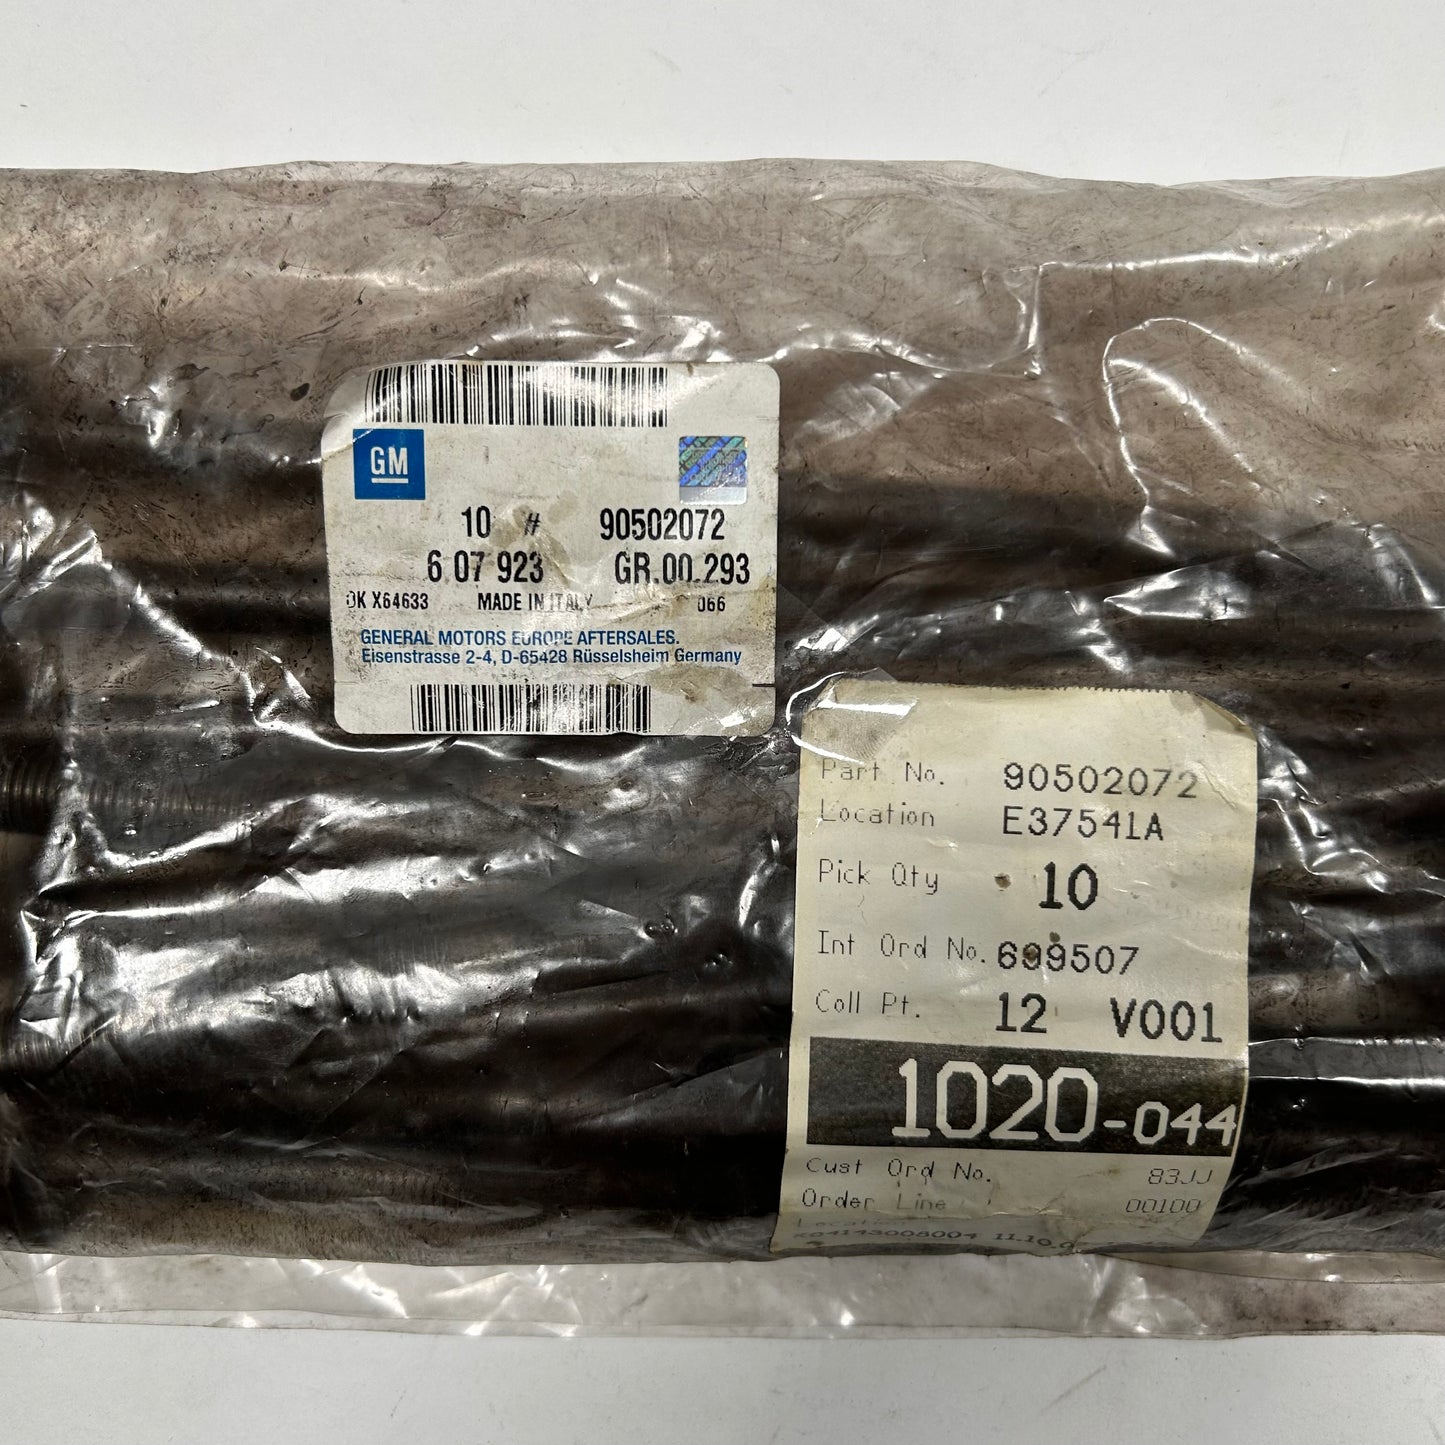 GM
10 # 90502072
6 07 923 GR.00.293
OK X64633 MADE IN ITALY 066
GENERAL MOTORS EUROPE AFTERSALES.
Eisenstrasse 2-4, D-65428 Rüsselsheim Germany
Part No. 90502072
Location E37541A
Pick Qty 10
Int Ord No. 699507
Coll Pt. 12 V001
1020-044
Cust Ord No. 83JJ
Order Line 00100